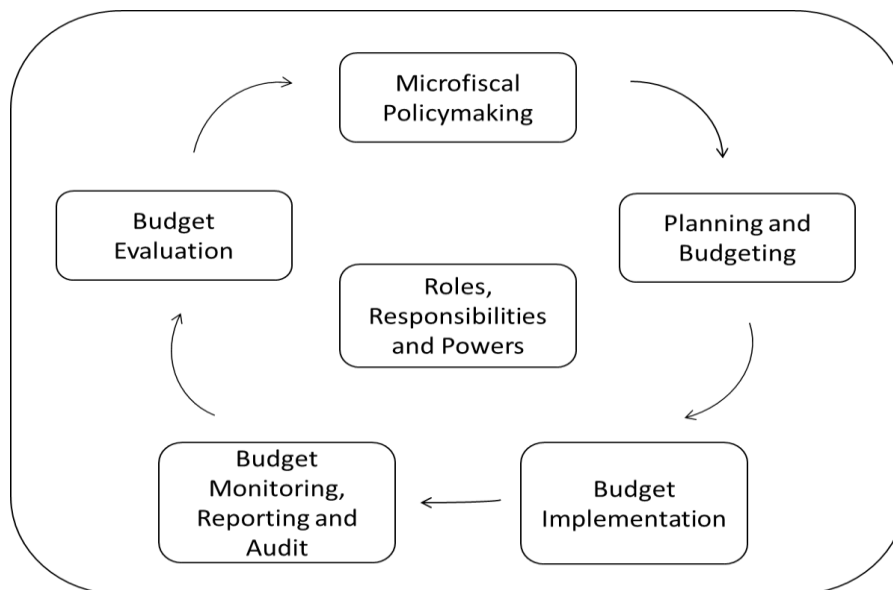 Microfiscal
Policymaking
Planning and
Budgeting
Budget
Implementation
Budget
Monitoring,
Reporting and
Audit
Budget
Evaluation
Roles,
Responsibilities
and Powers